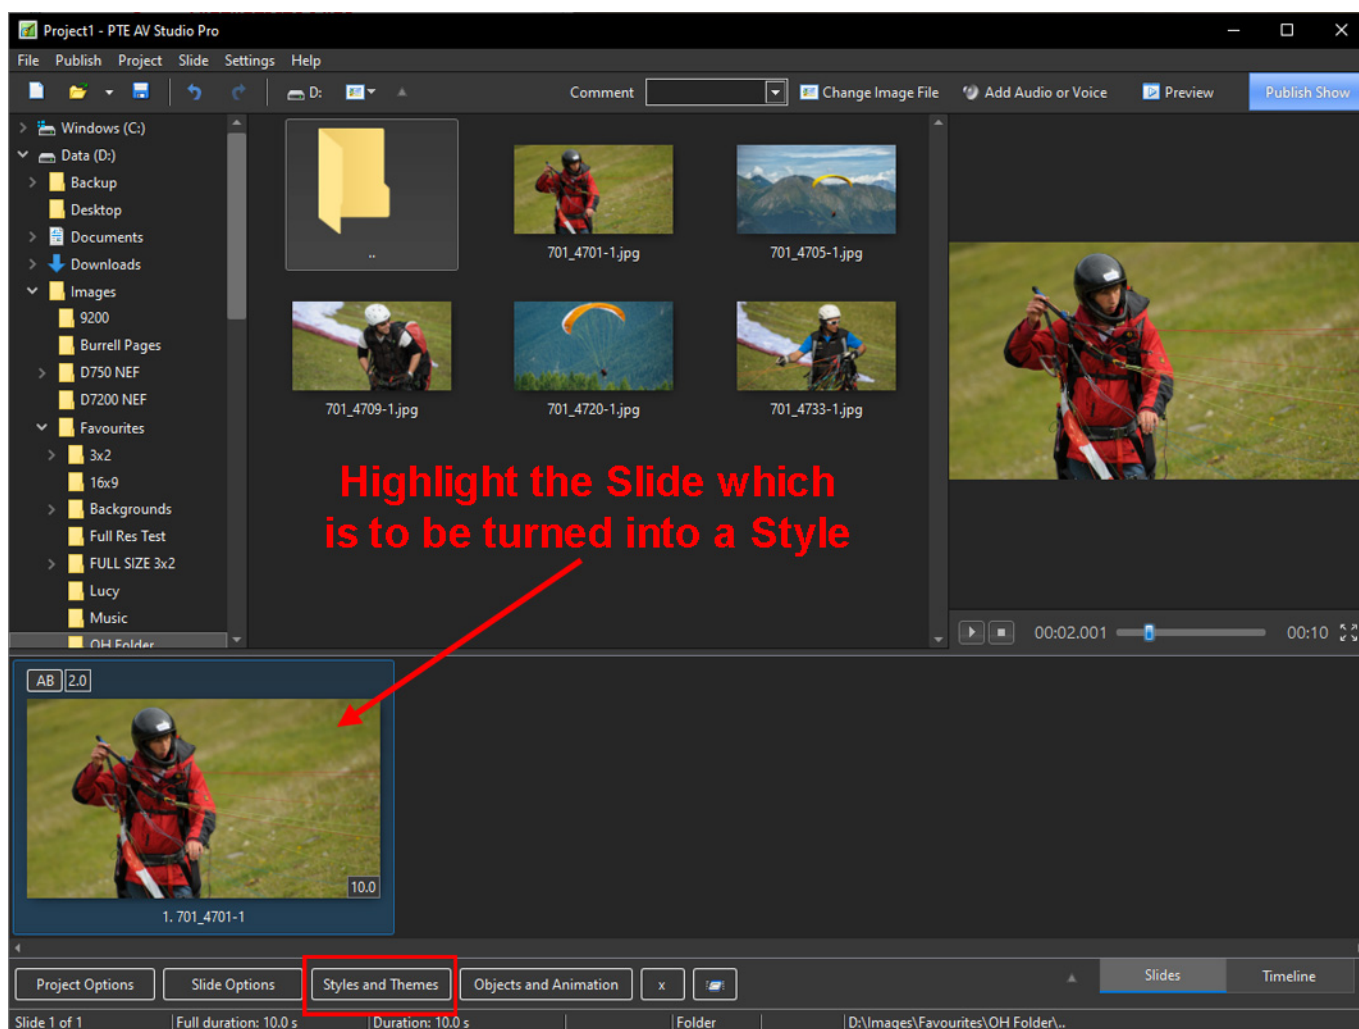 Project1 - PTE AV Studio Pro
File Publish Project Slide Settings Help
D: Comment Change Image File Add Audio or Voice Preview Publish Show
Windows (C:)
Data (D:)
Backup
Desktop
Documents
Downloads
Images
9200
Burrell Pages
D750 NEF
D7200 NEF
Favourites
3x2
16x9
Backgrounds
Full Res Test
FULL SIZE 3x2
Lucy
Music
OH Folder
..
701_4701-1.jpg
701_4705-1.jpg
701_4709-1.jpg
701_4720-1.jpg
701_4733-1.jpg
Highlight the Slide which
is to be turned into a Style
00:02.001
00:10
AB 2.0
10.0
1. 701_4701-1
Project Options Slide Options Styles and Themes Objects and Animation x Slides Timeline
Slide 1 of 1 Full duration: 10.0 s Duration: 10.0 s Folder D:\Images\Favourites\OH Folder\..